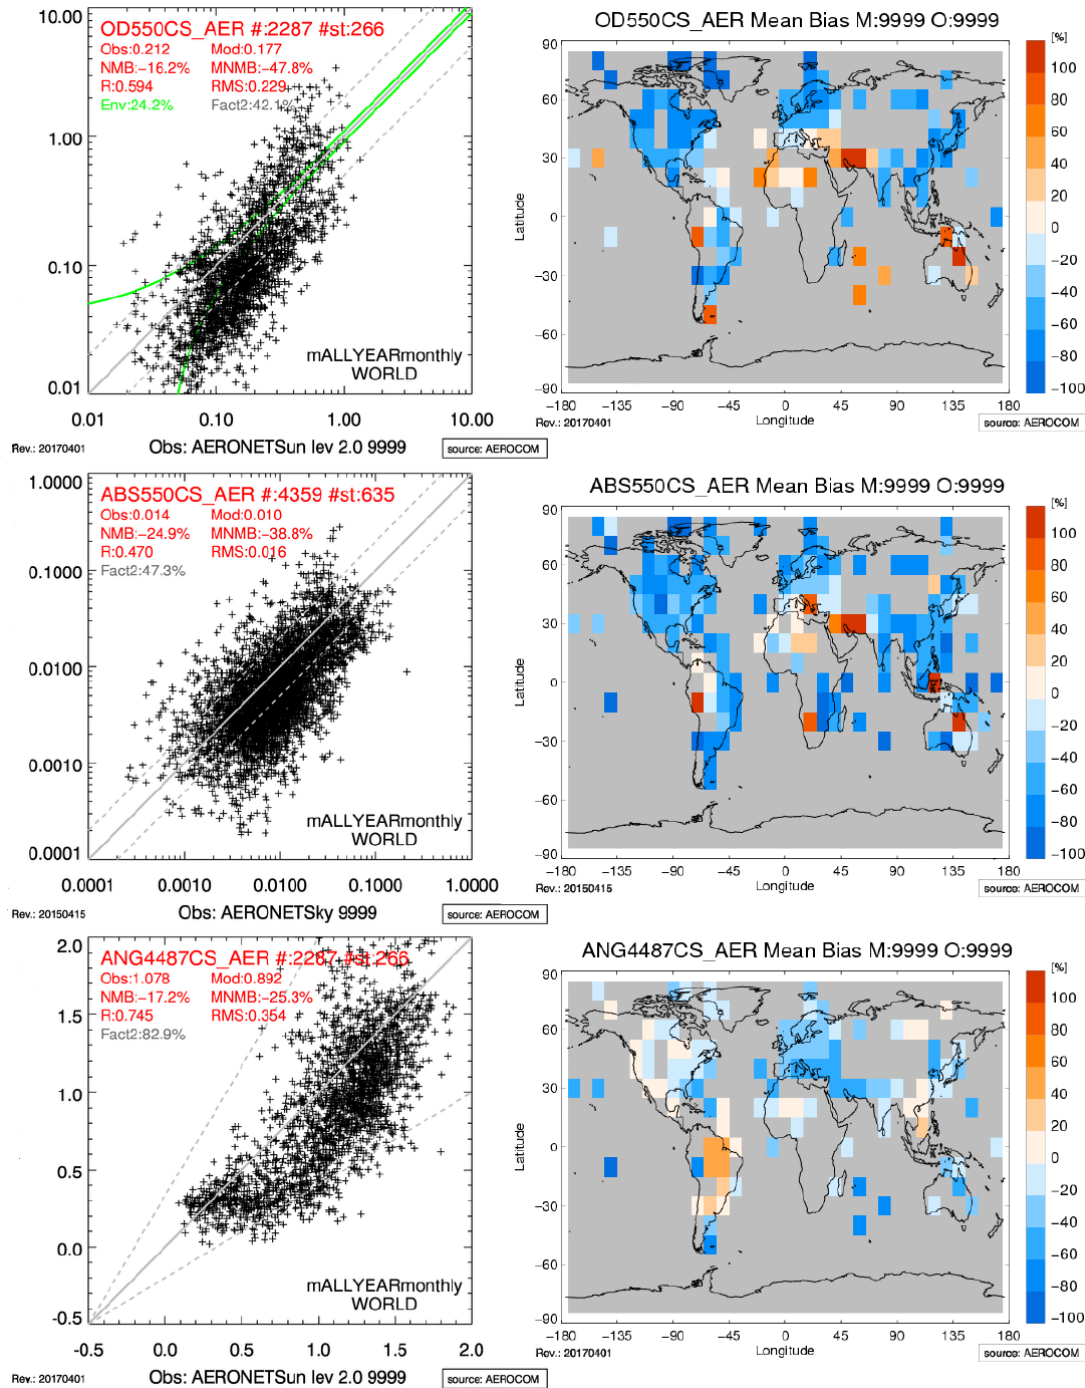 OD550CS_AER #:2287 #st:266
Obs:0.212 Mod:0.177
NMB:-16.2% MNMB:-47.8%
R:0.594 RMS:0.229
Env:24.2% Fact2:42.1%
10.00
1.00
0.10
0.01
mALLYEARmonthly
WORLD
0.01 0.10 1.00 10.00
Rev.: 20170401 Obs: AERONETSun lev 2.0 9999 source: AEROCOM
OD550CS_AER Mean Bias M:9999 O:9999
[%]
90
60
30
0
-30
-60
-90
Latitude
-180 -135 -90 -45 0 45 90 135 180
Longitude
Rev.: 20170401 source: AEROCOM
100
80
60
40
20
0
-20
-40
-60
-80
-100
ABS550CS_AER #:4359 #st:635
Obs:0.014 Mod:0.010
NMB:-24.9% MNMB:-38.8%
R:0.470 RMS:0.016
Fact2:47.3%
1.0000
0.1000
0.0100
0.0010
0.0001
mALLYEARmonthly
WORLD
0.0001 0.0010 0.0100 0.1000 1.0000
Rev.: 20150415 Obs: AERONETSky 9999 source: AEROCOM
ABS550CS_AER Mean Bias M:9999 O:9999
[%]
90
60
30
0
-30
-60
-90
Latitude
-180 -135 -90 -45 0 45 90 135 180
Longitude
Rev.: 20150415 source: AEROCOM
100
80
60
40
20
0
-20
-40
-60
-80
-100
ANG4487CS_AER #:2287 #st:266
Obs:1.078 Mod:0.892
NMB:-17.2% MNMB:-25.3%
R:0.745 RMS:0.354
Fact2:82.9%
2.0
1.5
1.0
0.5
0.0
-0.5
mALLYEARmonthly
WORLD
-0.5 0.0 0.5 1.0 1.5 2.0
Rev.: 20170401 Obs: AERONETSun lev 2.0 9999 source: AEROCOM
ANG4487CS_AER Mean Bias M:9999 O:9999
[%]
90
60
30
0
-30
-60
-90
Latitude
-180 -135 -90 -45 0 45 90 135 180
Longitude
Rev.: 20170401 source: AEROCOM
100
80
60
40
20
0
-20
-40
-60
-80
-100